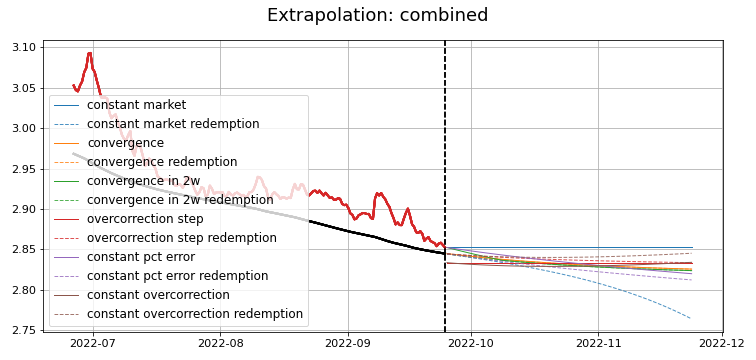 Extrapolation: combined
3.10
3.05
3.00
2.95
2.90
2.85
2.80
2.75
constant market
constant market redemption
convergence
convergence redemption
convergence in 2w
convergence in 2w redemption
overcorrection step
overcorrection step redemption
constant pct error
constant pct error redemption
constant overcorrection
constant overcorrection redemption
2022-07
2022-08
2022-09
2022-10
2022-11
2022-12